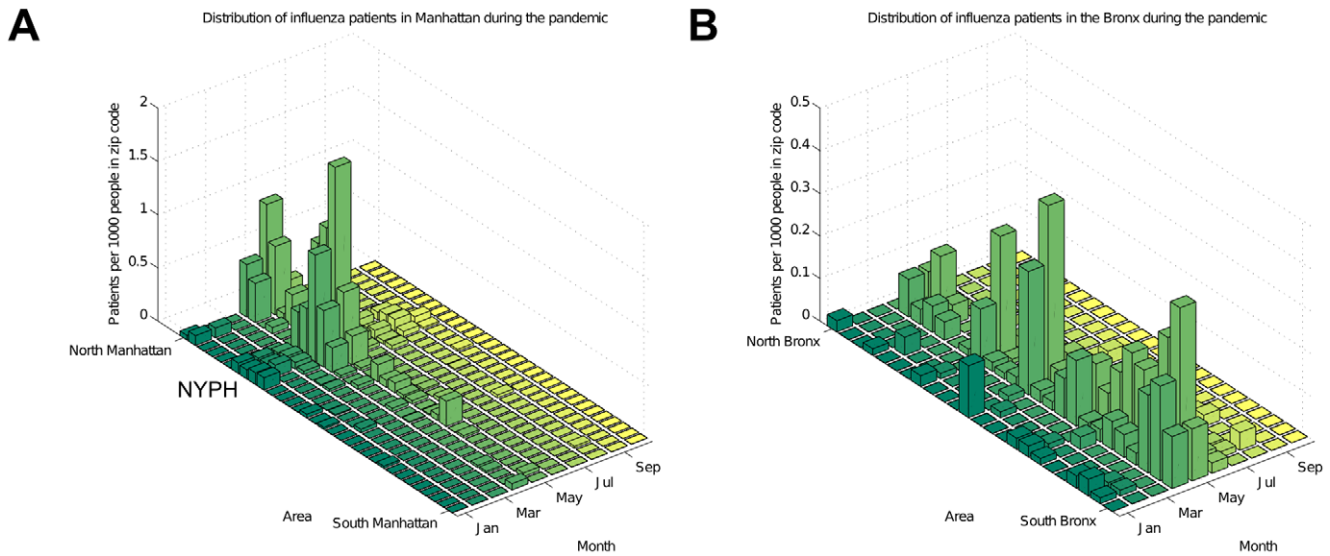 A
Distribution of influenza patients in Manhattan during the pandemic
Patients per 1000 people in zip code
2
1.5
1
0.5
0
North Manhattan
NYPH
Area
South Manhattan
Jan
Mar
May
Jul
Sep
Month
B
Distribution of influenza patients in the Bronx during the pandemic
Patients per 1000 people in zip code
0.5
0.4
0.3
0.2
0.1
0
North Bronx
Area
South Bronx
Jan
Mar
May
Jul
Sep
Month